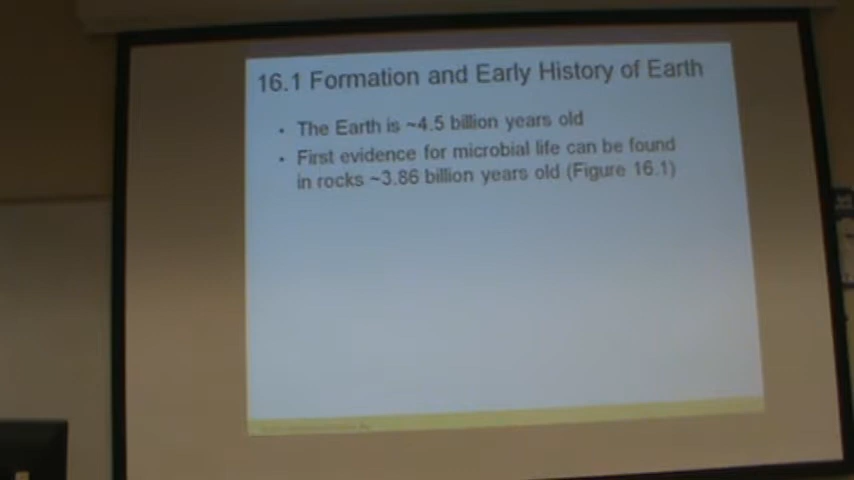 16.1 Formation and Early History of Earth
• The Earth is ~4.5 billion years old
• First evidence for microbial life can be found
in rocks ~3.86 billion years old (Figure 16.1)